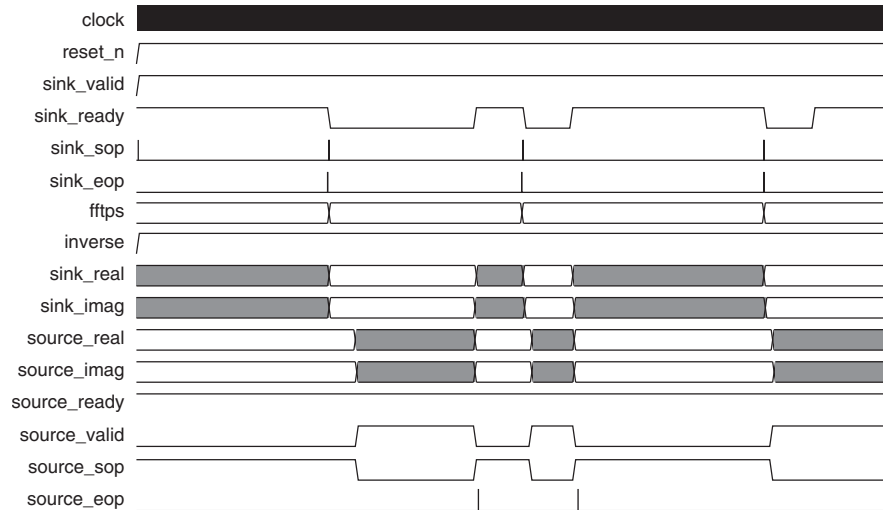 clock
reset_n
sink_valid
sink_ready
sink_sop
sink_eop
fftps
inverse
sink_real
sink_imag
source_real
source_imag
source_ready
source_valid
source_sop
source_eop